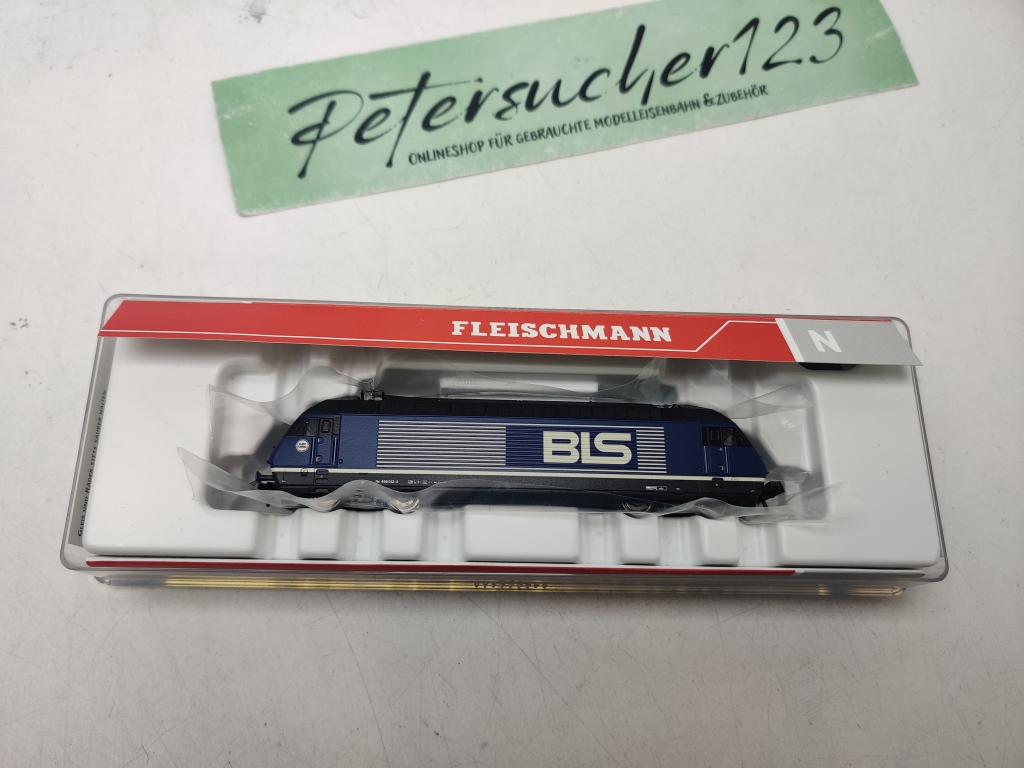 Petersucher123
ONLINESHOP FÜR GEBRAUCHTE MODELLEISENBAHN & ZUBEHÖR
FLEISCHMANN
N
BLS